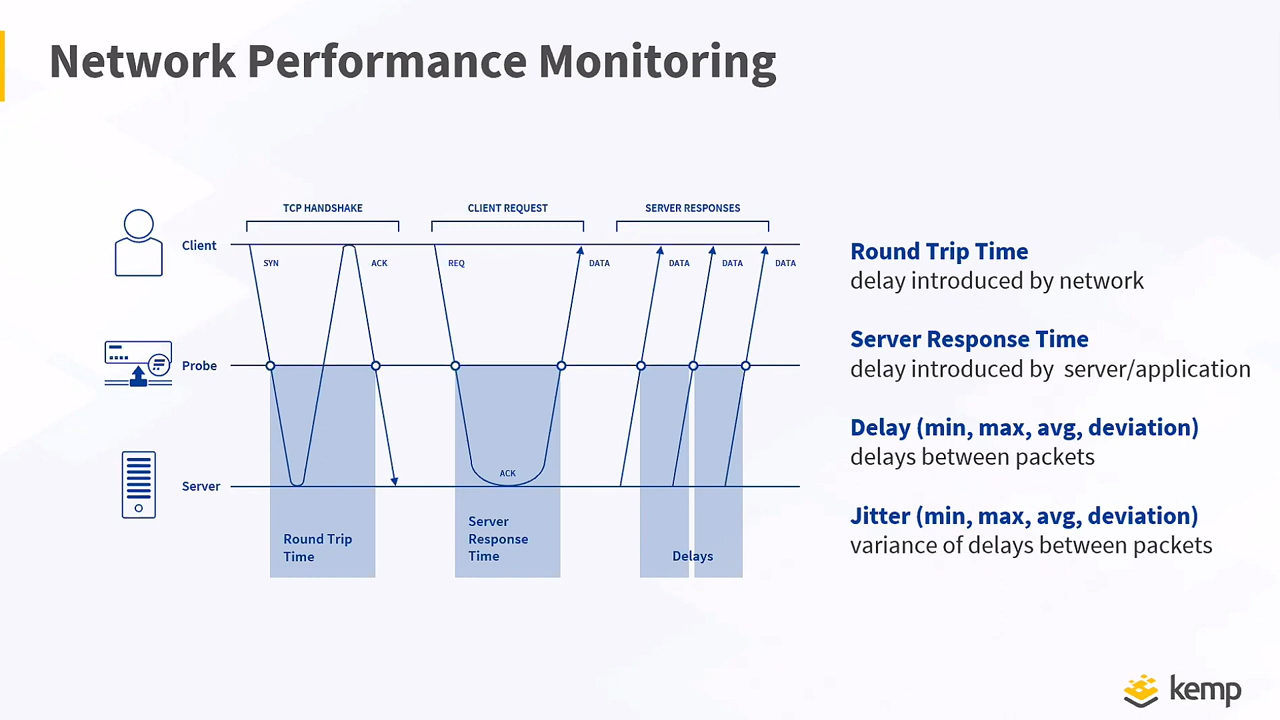 Network Performance Monitoring
TCP HANDSHAKE
CLIENT REQUEST
SERVER RESPONSES
Client
SYN
ACK
REQ
DATA
DATA
DATA
DATA
Probe
Server
ACK
Round Trip
Time
Server
Response
Time
Delays
Round Trip Time
delay introduced by network
Server Response Time
delay introduced by server/application
Delay (min, max, avg, deviation)
delays between packets
Jitter (min, max, avg, deviation)
variance of delays between packets
kemp